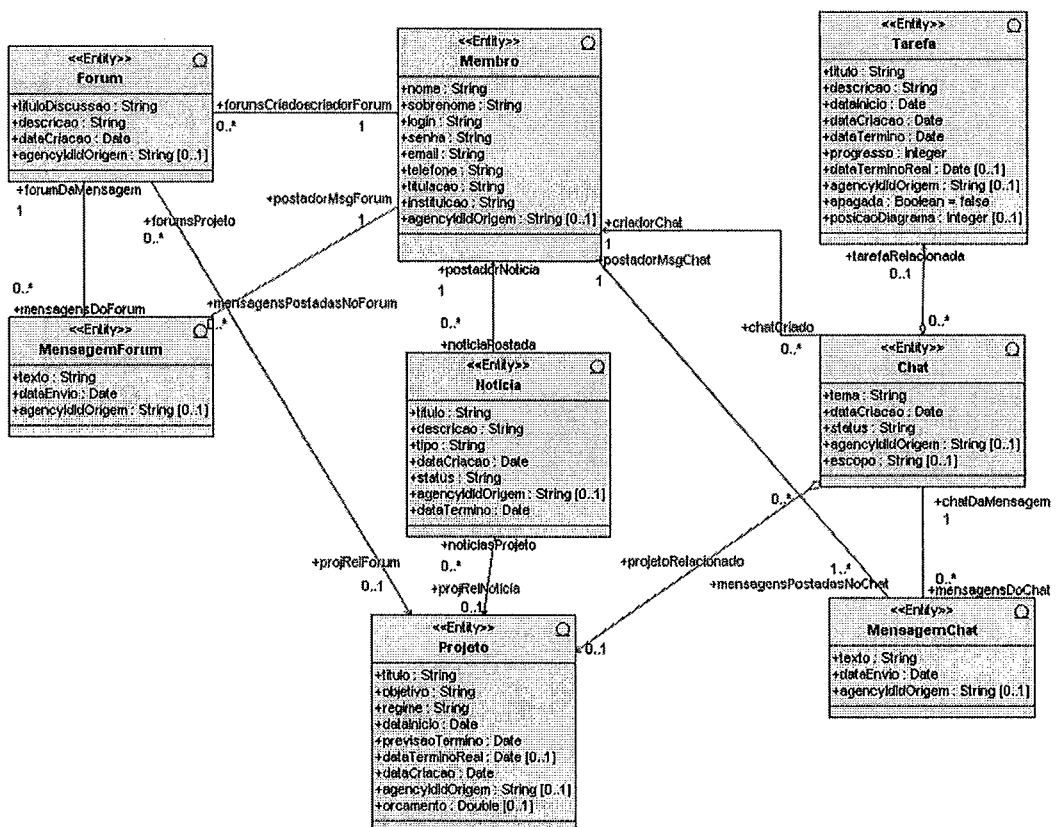 <<Entity>>
Forum
+tituloDiscussao : String
+descricao : String
+dataCriacao : Date
+agencyIdIdOrigem : String [0..1]
<<Entity>>
Membro
+nome : String
+sobrenome : String
+login : String
+senha : String
+email : String
+telefone : String
+titulacao : String
+instituicao : String
+agencyIdIdOrigem : String [0..1]
<<Entity>>
Tarefa
+titulo : String
+descricao : String
+dataInicio : Date
+dataCriacao : Date
+dataTermino : Date
+progresso : Integer
+dataTerminoReal : Date [0..1]
+agencyIdIdOrigem : String [0..1]
+apagada : Boolean = false
+posicaoDiagrama : Integer [0..1]
+forunsCriados
+criadorForum
0..*
1
+forumDaMensagem
1
+forumsProjeto
0..*
+postadorMsgForum
1
+criadorChat
1
+postadorMsgChat
1
+postadorNoticia
1
+tarefaRelacionada
0..1
0..*
+mensagensDoForum
+mensagensPostadasNoForum
0..*
0..*
+noticiaPostada
+chatCriado
0..*
0..*
<<Entity>>
MensagemForum
+texto : String
+dataEnvio : Date
+agencyIdIdOrigem : String [0..1]
<<Entity>>
Noticia
+titulo : String
+descricao : String
+tipo : String
+dataCriacao : Date
+status : String
+agencyIdIdOrigem : String [0..1]
+dataTermino : Date
<<Entity>>
Chat
+tema : String
+dataCriacao : Date
+status : String
+agencyIdIdOrigem : String [0..1]
+escopo : String [0..1]
0..*
+chatDaMensagem
1
+noticiasProjeto
0..*
+projRelForum
0..1
+projRelNoticia
0..1
+projetoRelacionado
0..1
1..*
+mensagensPostadasNoChat
0..*
+mensagensDoChat
<<Entity>>
Projeto
+titulo : String
+objetivo : String
+regime : String
+dataInicio : Date
+previsaoTermino : Date
+dataTerminoReal : Date [0..1]
+dataCriacao : Date
+agencyIdIdOrigem : String [0..1]
+orcamento : Double [0..1]
<<Entity>>
MensagemChat
+texto : String
+dataEnvio : Date
+agencyIdIdOrigem : String [0..1]